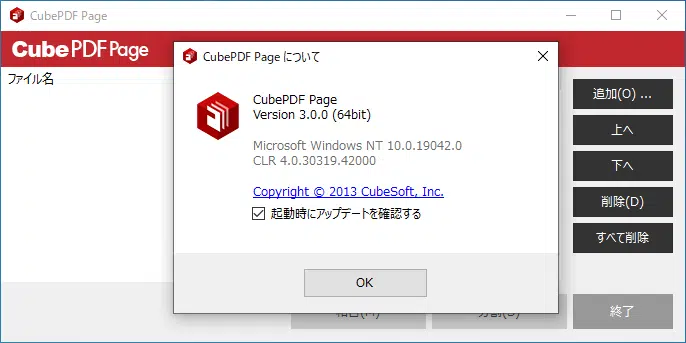 CubePDF Page
CubePDF Page
ファイル名
追加(O) ...
上へ
下へ
削除(D)
すべて削除
終了
CubePDF Page について
CubePDF Page
Version 3.0.0 (64bit)
Microsoft Windows NT 10.0.19042.0
CLR 4.0.30319.42000
Copyright © 2013 CubeSoft, Inc.
起動時にアップデートを確認する
OK